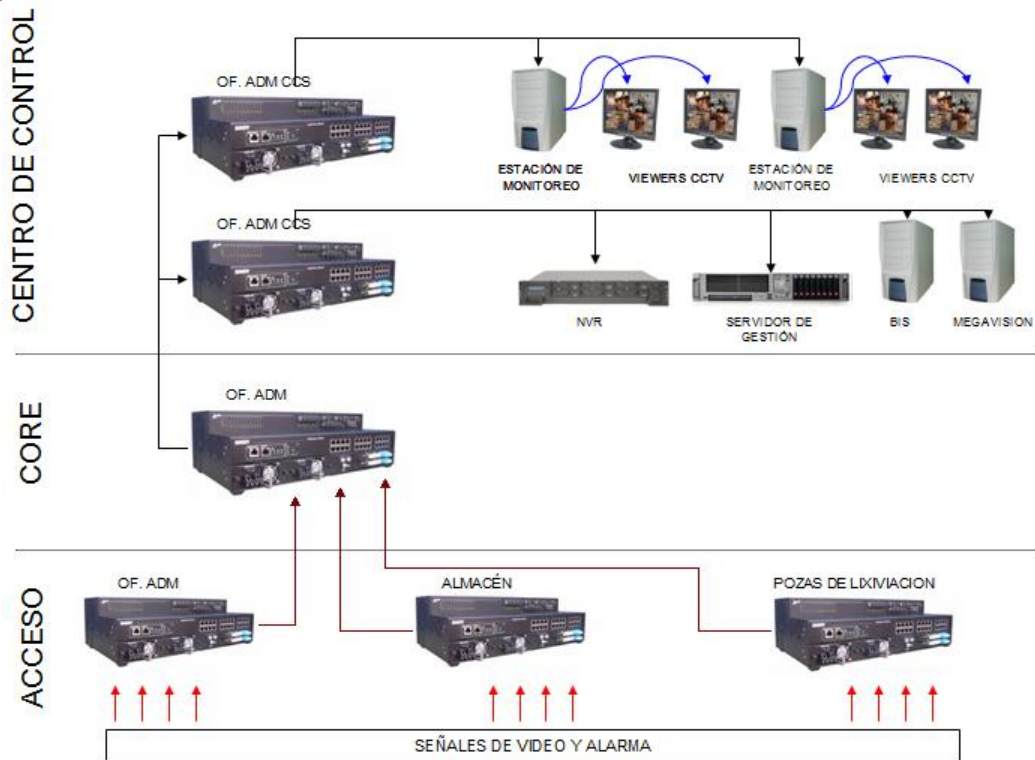 CENTRO DE CONTROL
OF. ADM CCS
ESTACIÓN DE
MONITOREO
VIEWERS CCTV
ESTACIÓN DE
MONITOREO
VIEWERS CCTV
OF. ADM CCS
NVR
SERVIDOR DE
GESTIÓN
BIS
MEGAVISION
CORE
OF. ADM
ACCESO
OF. ADM
ALMACÉN
POZAS DE LIXIVIACION
SEÑALES DE VIDEO Y ALARMA